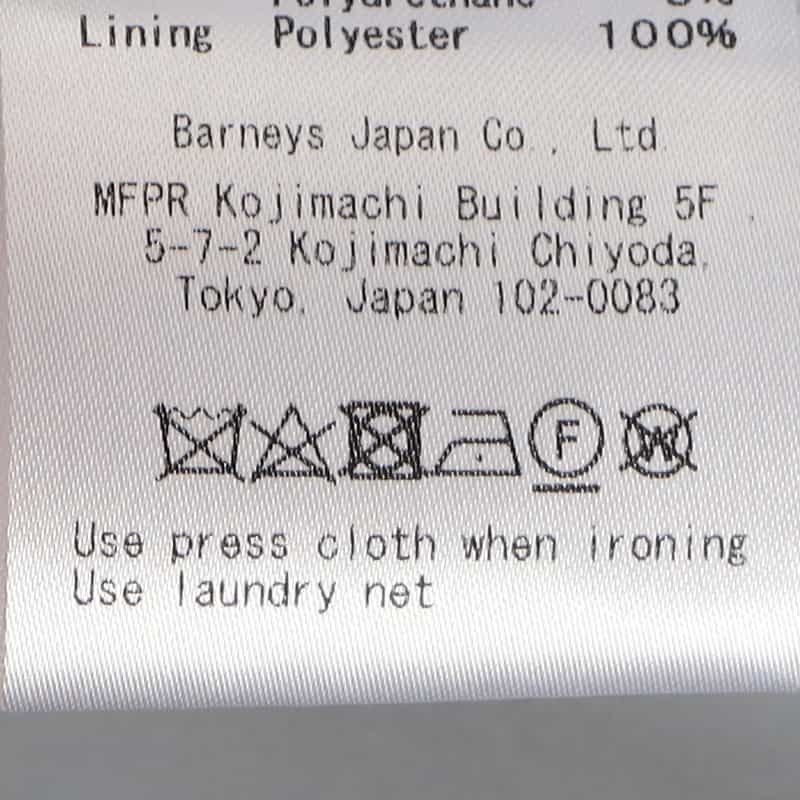 Polyurethane
Lining Polyester 100%
Barneys Japan Co., Ltd.
MFPR Kojimachi Building 5F,
5-7-2 Kojimachi Chiyoda,
Tokyo, Japan 102-0083
F W
Use press cloth when ironing
Use laundry net